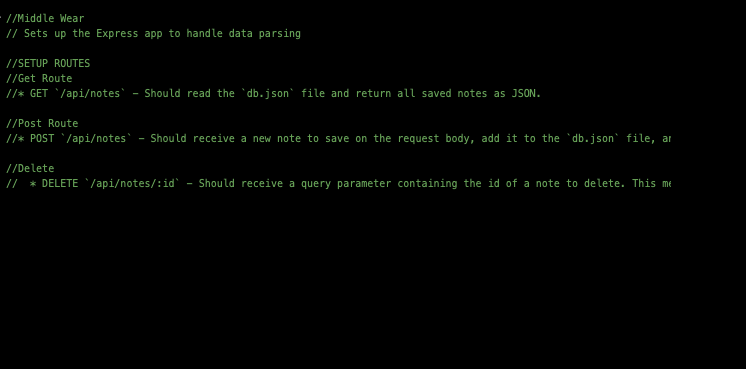 //Middle Wear
// Sets up the Express app to handle data parsing
//SETUP ROUTES
//Get Route
//* GET `/api/notes` – Should read the `db.json` file and return all saved notes as JSON.
//Post Route
//* POST `/api/notes` – Should receive a new note to save on the request body, add it to the `db.json` file,
//Delete
//  * DELETE `/api/notes/:id` – Should receive a query parameter containing the id of a note to delete. This